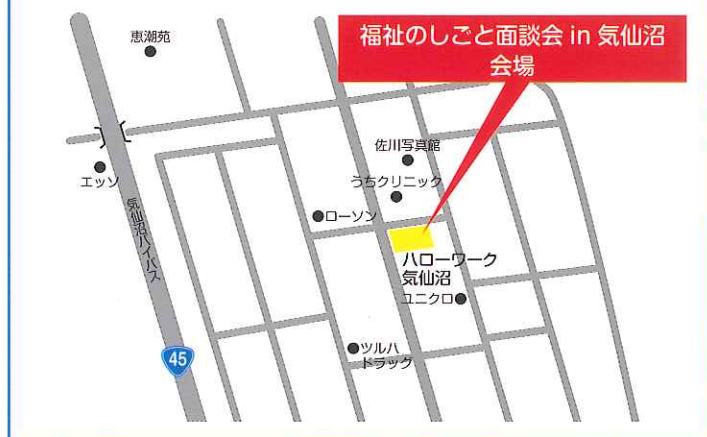 恵潮苑
福祉のしごと面談会 in 気仙沼
会場
佐川写真館
エッソ
うちクリニック
気仙沼バイパス
ローソン
ハローワーク
気仙沼
ユニクロ
45
ツルハ
ドラッグ